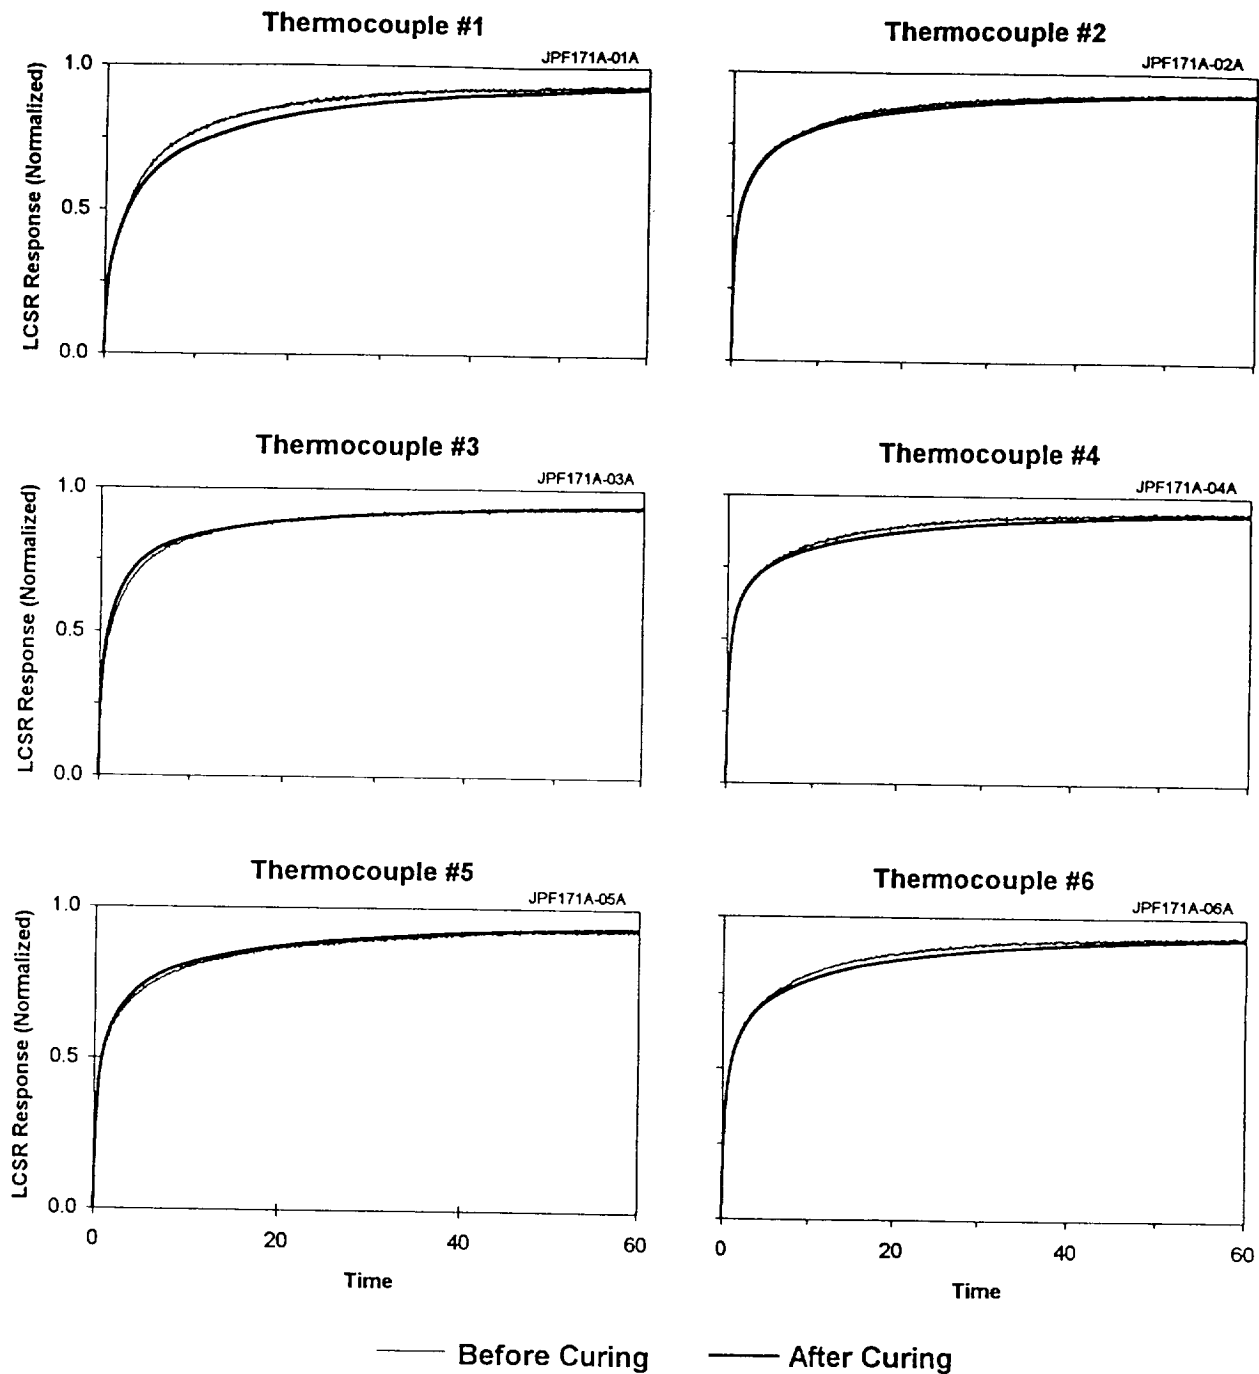 Thermocouple #1
JPF171A-01A
1.0
0.5
0.0
LCSR Response (Normalized)
Thermocouple #2
JPF171A-02A
Thermocouple #3
JPF171A-03A
1.0
0.5
0.0
LCSR Response (Normalized)
Thermocouple #4
JPF171A-04A
Thermocouple #5
JPF171A-05A
1.0
0.5
0.0
LCSR Response (Normalized)
0 20 40 60
Time
Thermocouple #6
JPF171A-06A
0 20 40 60
Time
Before Curing After Curing